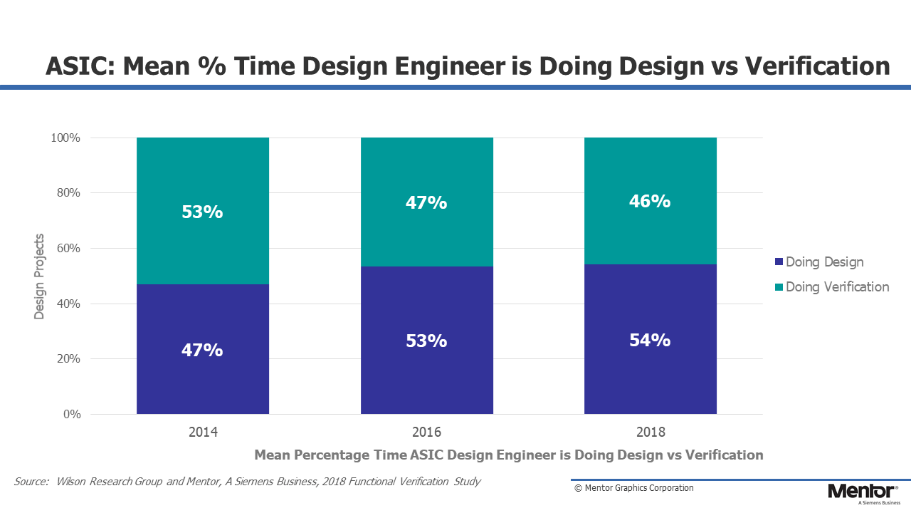 ASIC: Mean % Time Design Engineer is Doing Design vs Verification
100%
80%
60%
40%
20%
0%
Design Projects
53%
47%
46%
47%
53%
54%
2014
2016
2018
Doing Design
Doing Verification
Mean Percentage Time ASIC Design Engineer is Doing Design vs Verification
Source: Wilson Research Group and Mentor, A Siemens Business, 2018 Functional Verification Study
© Mentor Graphics Corporation
Mentor®
A Siemens Business